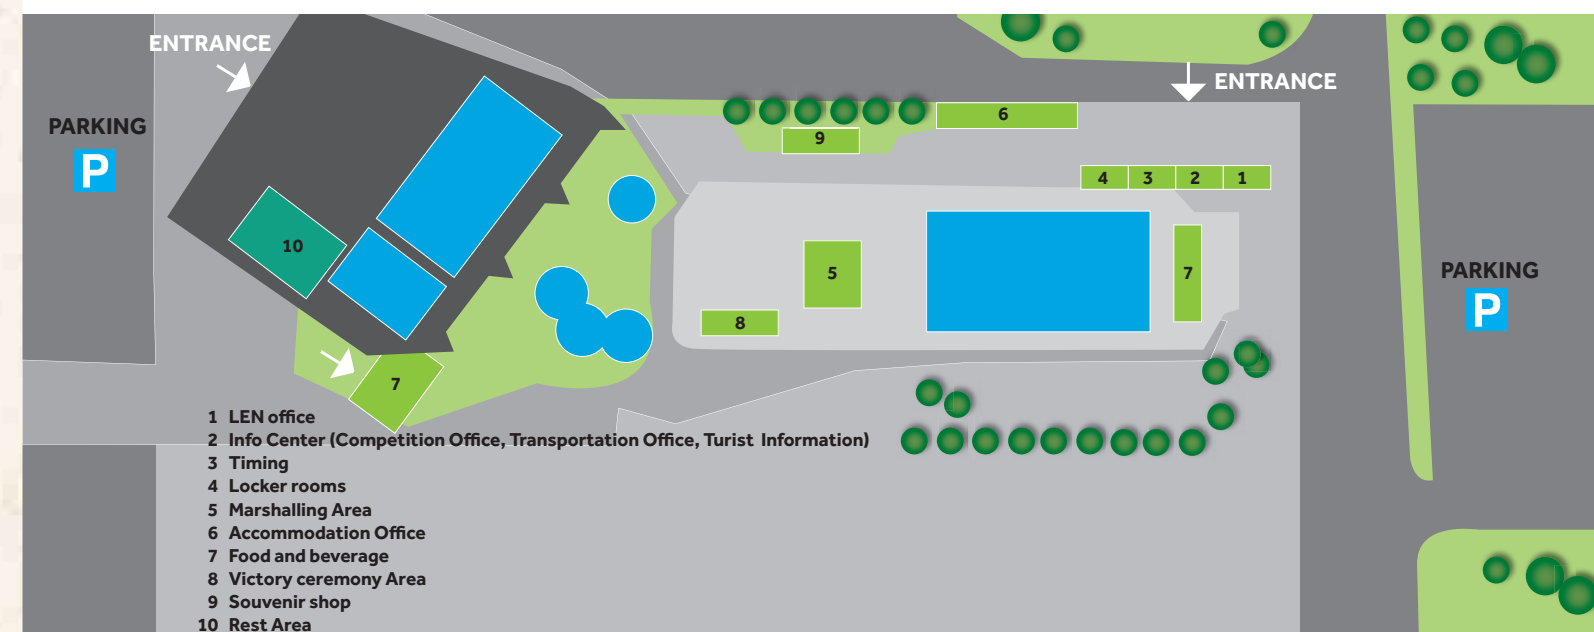 ENTRANCE
ENTRANCE
PARKING
P
6
9
4 3 2 1
10
5
7
PARKING
P
8
7
1 LEN office
2 Info Center (Competition Office, Transportation Office, Turist Information)
3 Timing
4 Locker rooms
5 Marshalling Area
6 Accommodation Office
7 Food and beverage
8 Victory ceremony Area
9 Souvenir shop
10 Rest Area